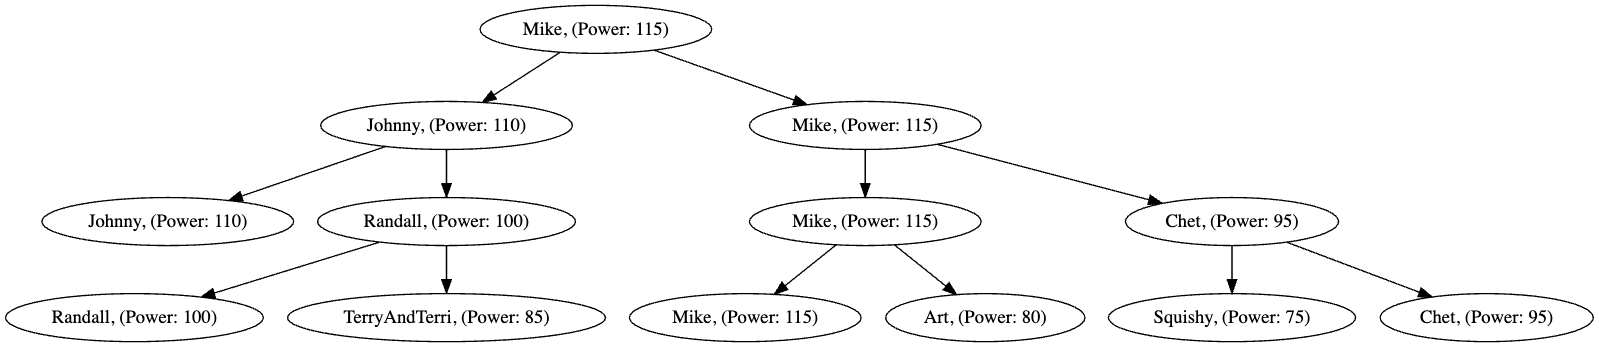 Mike, (Power: 115)
Johnny, (Power: 110)
Mike, (Power: 115)
Johnny, (Power: 110)
Randall, (Power: 100)
Mike, (Power: 115)
Chet, (Power: 95)
Randall, (Power: 100)
TerryAndTerri, (Power: 85)
Mike, (Power: 115)
Art, (Power: 80)
Squishy, (Power: 75)
Chet, (Power: 95)